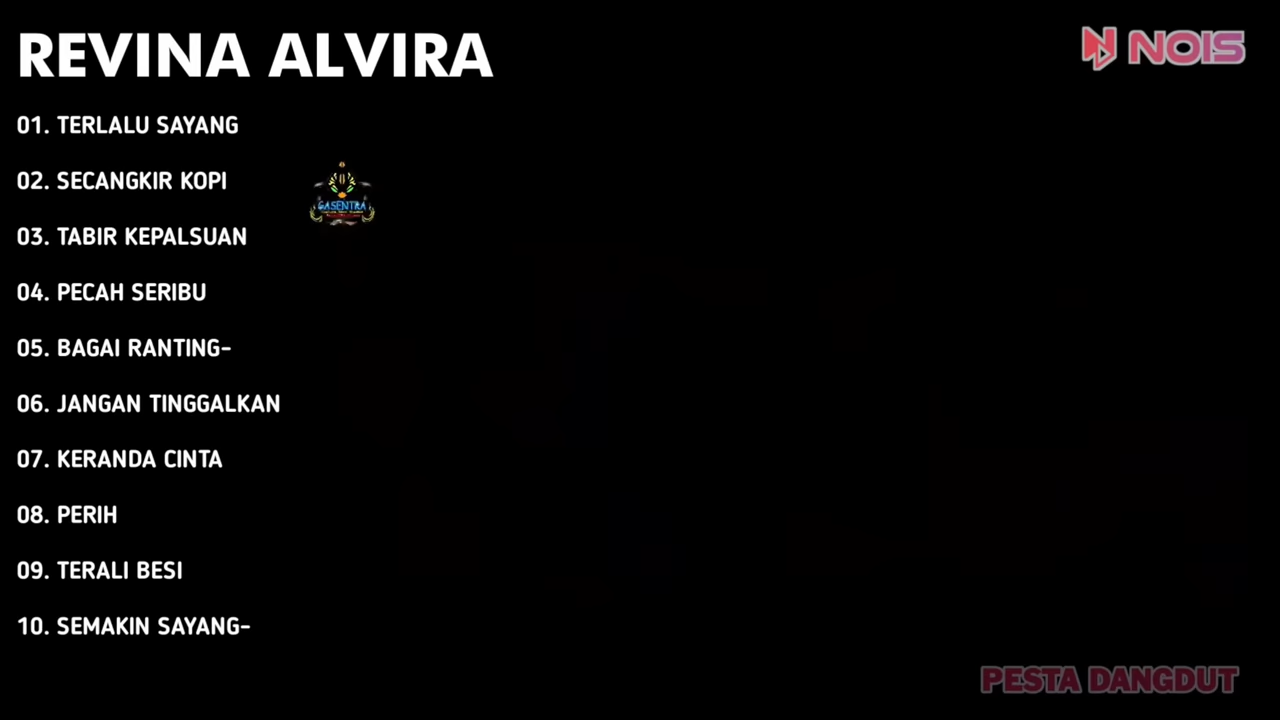 REVINA ALVIRA
NOIS
01. TERLALU SAYANG
02. SECANGKIR KOPI
GASENTRA
03. TABIR KEPALSUAN
04. PECAH SERIBU
05. BAGAI RANTING-
06. JANGAN TINGGALKAN
07. KERANDA CINTA
08. PERIH
09. TERALI BESI
10. SEMAKIN SAYANG-
PESTA DANGDUT